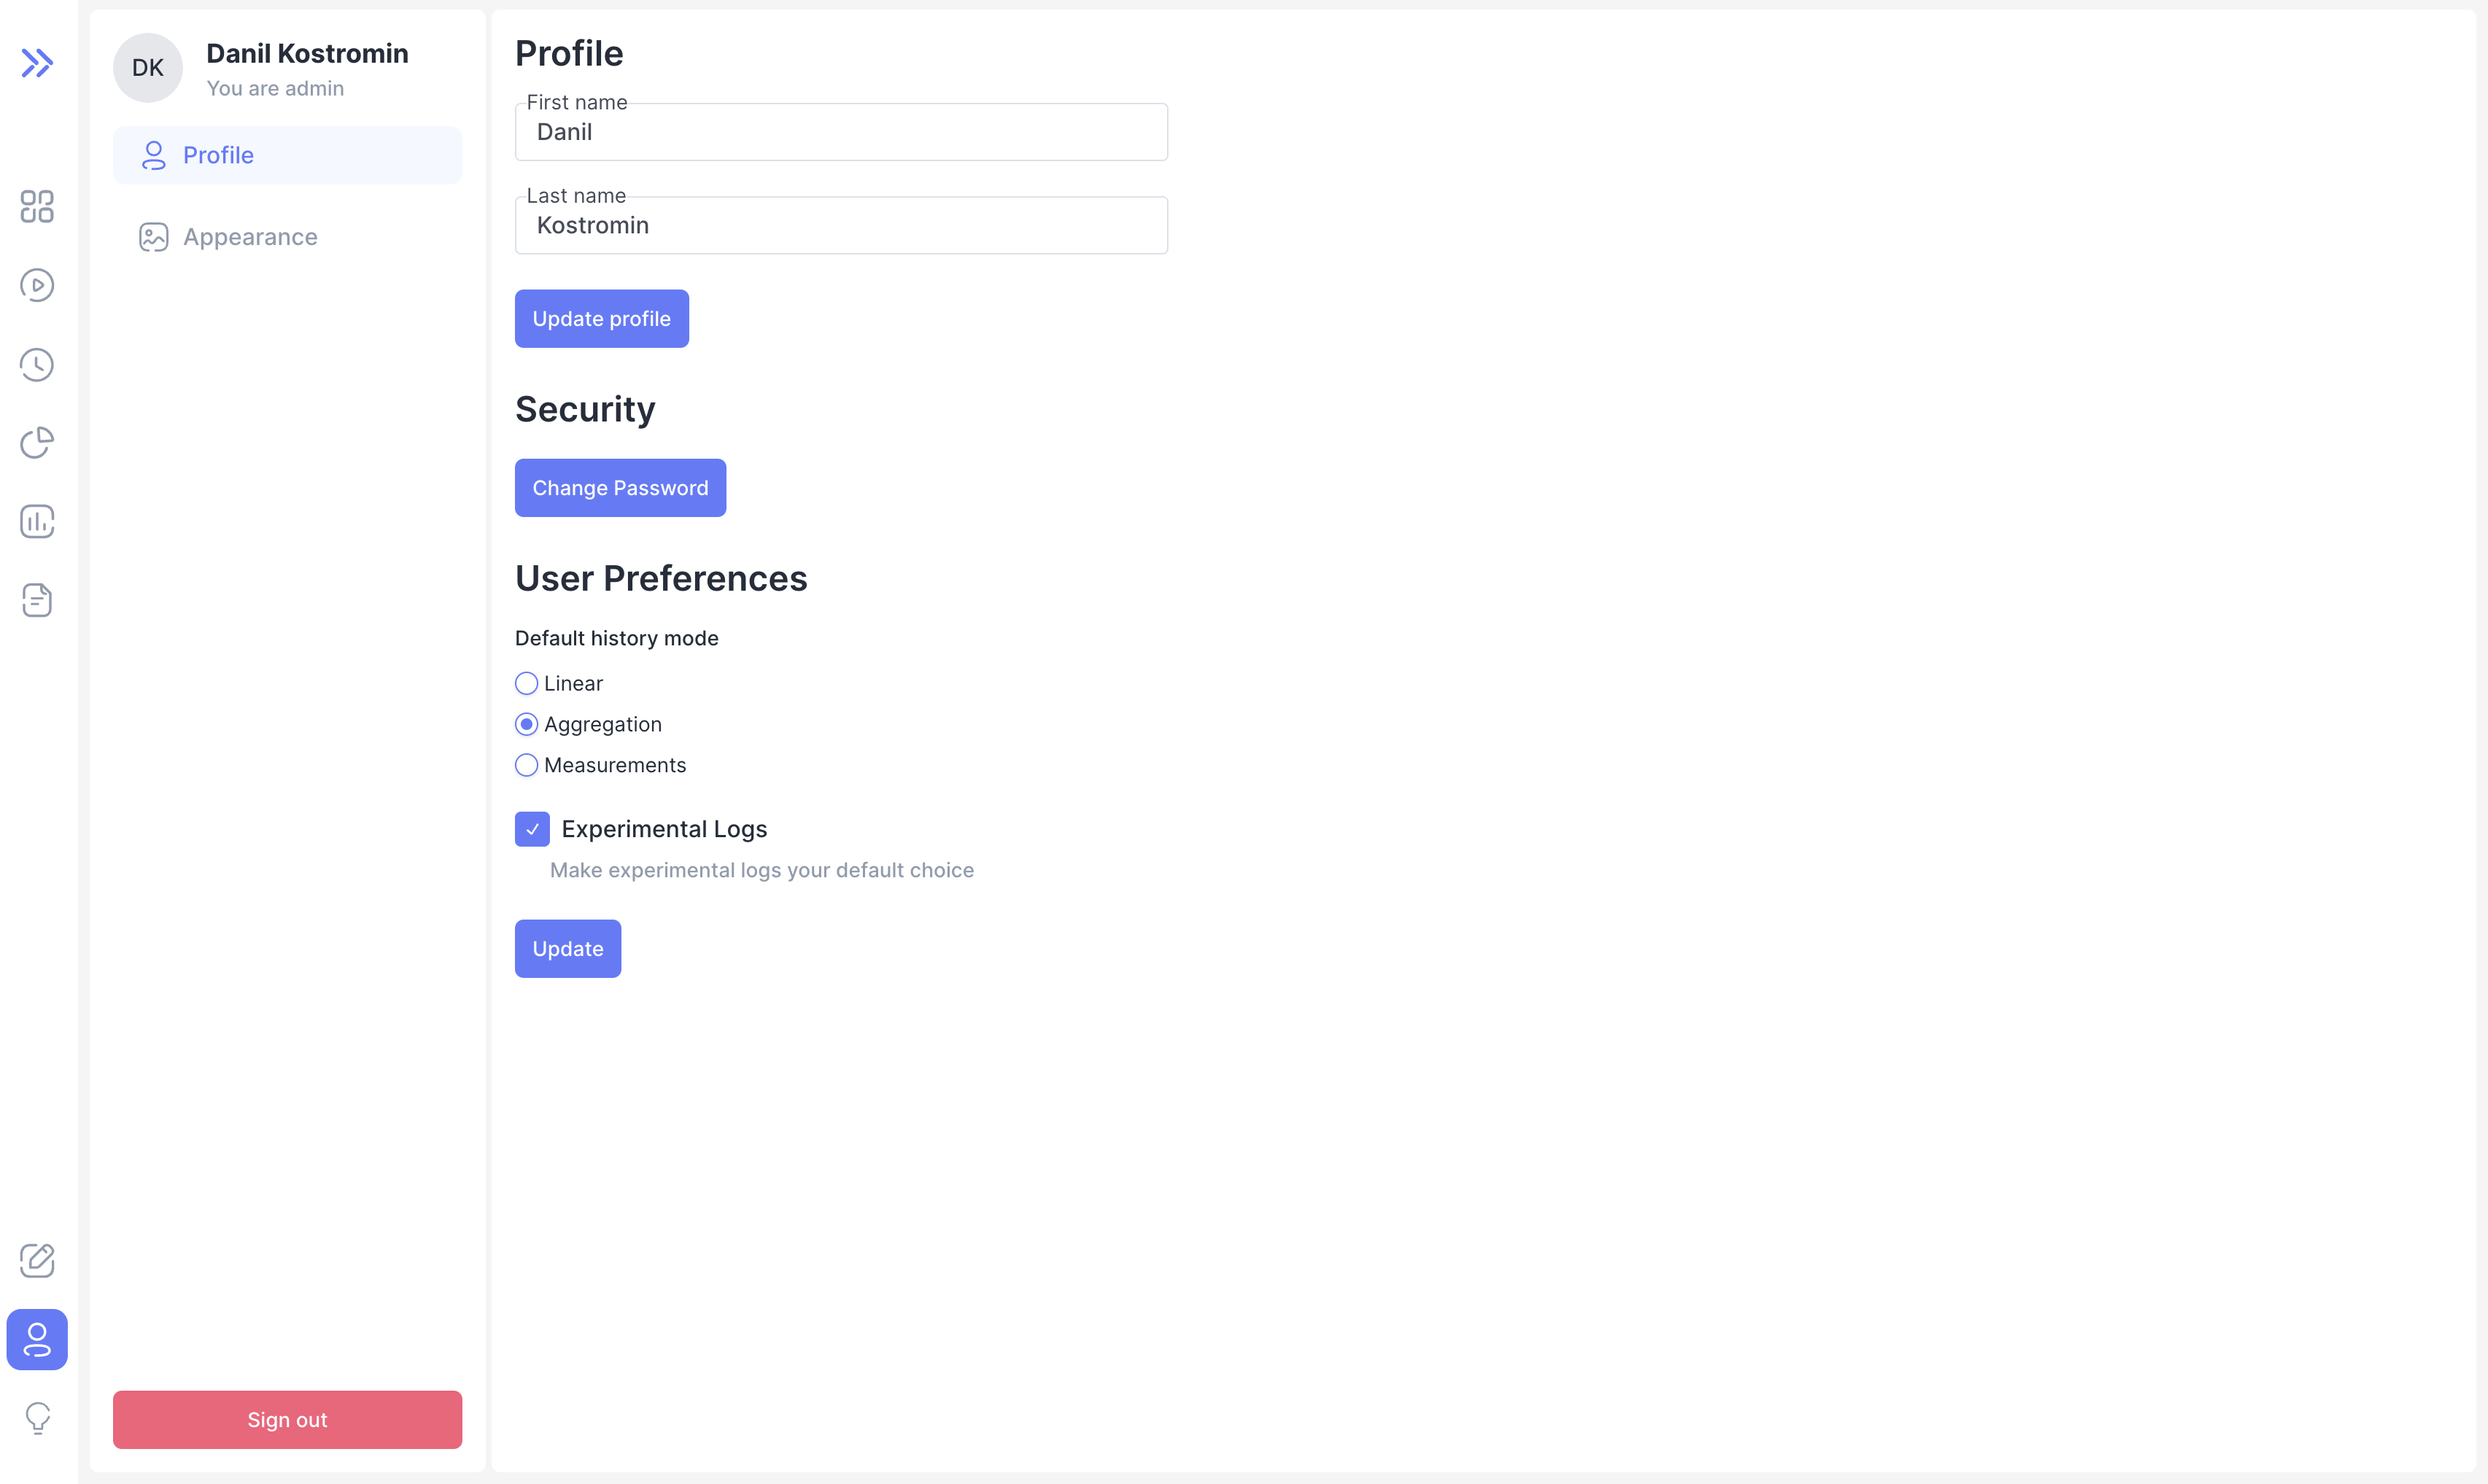 DK
Danil Kostromin
You are admin
Profile
Appearance
Sign out
Profile
First name
Danil
Last name
Kostromin
Update profile
Security
Change Password
User Preferences
Default history mode
Linear
Aggregation
Measurements
Experimental Logs
Make experimental logs your default choice
Update